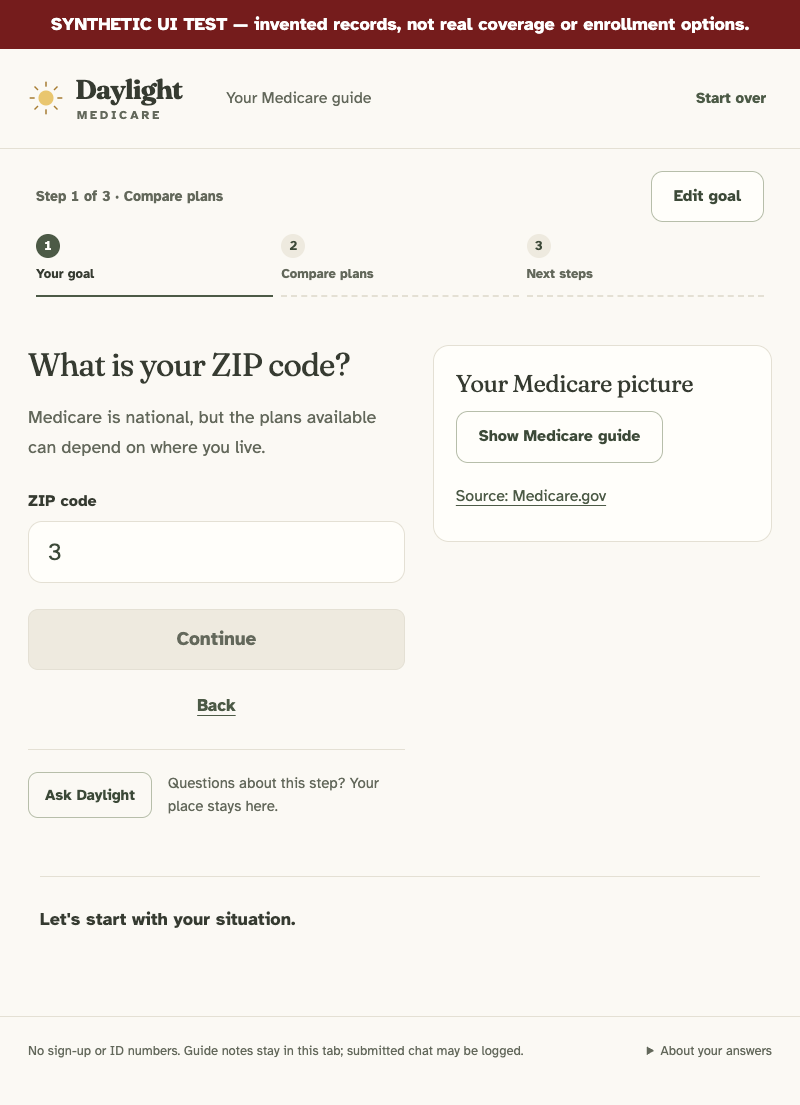 SYNTHETIC UI TEST — invented records, not real coverage or enrollment options.
Daylight
MEDICARE
Your Medicare guide
Start over
Step 1 of 3 · Compare plans
Edit goal
1
Your goal
2
Compare plans
3
Next steps
What is your ZIP code?
Medicare is national, but the plans available
can depend on where you live.
ZIP code
3
Continue
Back
Ask Daylight
Questions about this step? Your
place stays here.
Your Medicare picture
Show Medicare guide
Source: Medicare.gov
Let's start with your situation.
No sign-up or ID numbers. Guide notes stay in this tab; submitted chat may be logged.
About your answers